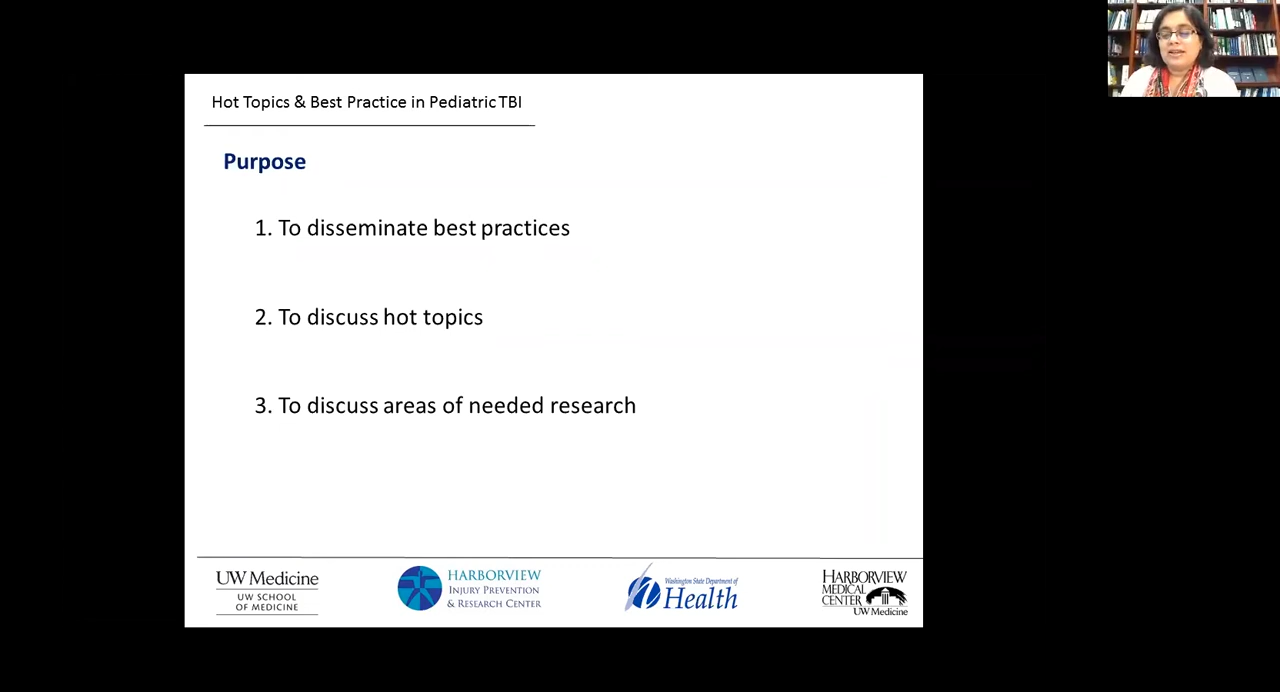 Hot Topics & Best Practice in Pediatric TBI
Purpose
1. To disseminate best practices
2. To discuss hot topics
3. To discuss areas of needed research
UW Medicine
UW SCHOOL
OF MEDICINE
HARBORVIEW
INJURY PREVENTION
& RESEARCH CENTER
Washington State Department of
Health
HARBORVIEW
MEDICAL
CENTER
UW Medicine